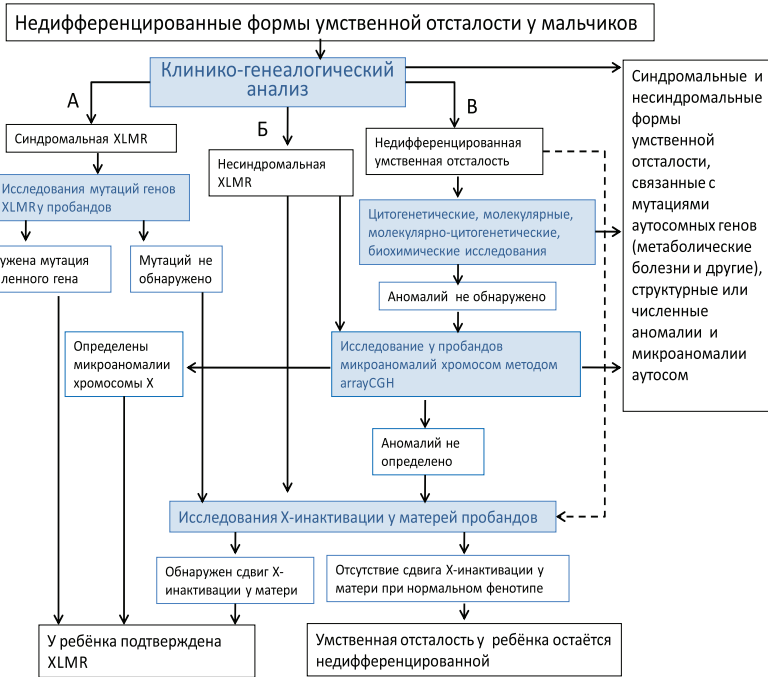 Недифференцированные формы умственной отсталости у мальчиков
Клинико-генеалогический
анализ
А
Б
В
Синдромальная XLMR
Несиндромальная
XLMR
Недифференцированная
умственная отсталость
Синдромальные и
несиндромальные
формы
умственной
отсталости,
связанные с
мутациями
аутосомных генов
(метаболические
болезни и другие),
структурные или
численные
аномалии и
микроаномалии
аутосом
Исследования мутаций генов
XLMR у пробандов
Цитогенетические, молекулярные,
молекулярно-цитогенетические,
биохимические исследования
ужена мутация
ленного гена
Мутаций не
обнаружено
Аномалий не обнаружено
Определены
микроаномалии
хромосомы X
Исследование у пробандов
микроаномалий хромосом методом
arrayCGH
Аномалий не
определено
Исследования Х-инактивации у матерей пробандов
Обнаружен сдвиг Х-
инактивации у матери
Отсутствие сдвига Х-инактивации у
матери при нормальном фенотипе
У ребёнка подтверждена
XLMR
Умственная отсталость у ребёнка остаётся
недифференцированной